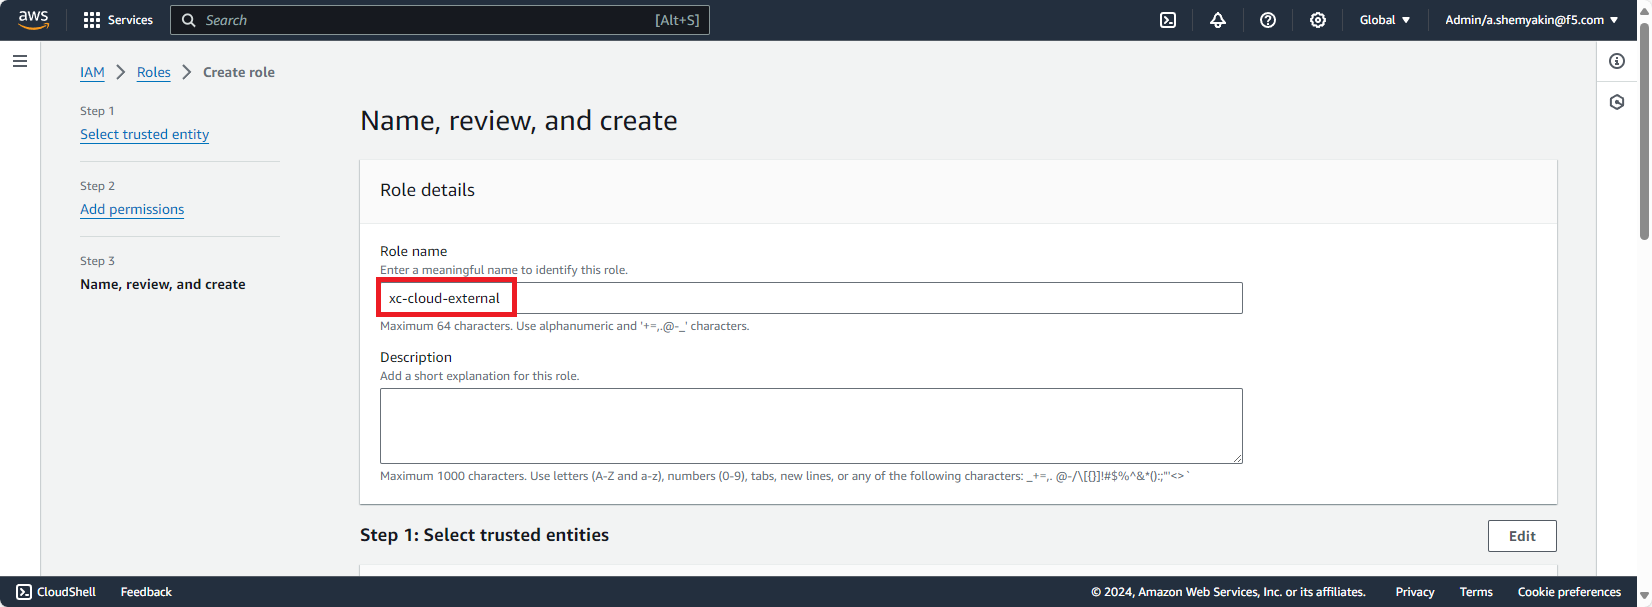 aws Services Search [Alt+S] Global Admin/a.shemyakin@f5.com
IAM Roles Create role
Step 1
Select trusted entity
Step 2
Add permissions
Step 3
Name, review, and create
Name, review, and create
Role details
Role name
Enter a meaningful name to identify this role.
xc-cloud-external
Maximum 64 characters. Use alphanumeric and '+=,.@-_' characters.
Description
Add a short explanation for this role.
Maximum 1000 characters. Use letters (A-Z and a-z), numbers (0-9), tabs, new lines, or any of the following characters: _+=,. @-/\[{}]!#$%^&*():;"'<>`
Step 1: Select trusted entities
Edit
CloudShell Feedback © 2024, Amazon Web Services, Inc. or its affiliates. Privacy Terms Cookie preferences